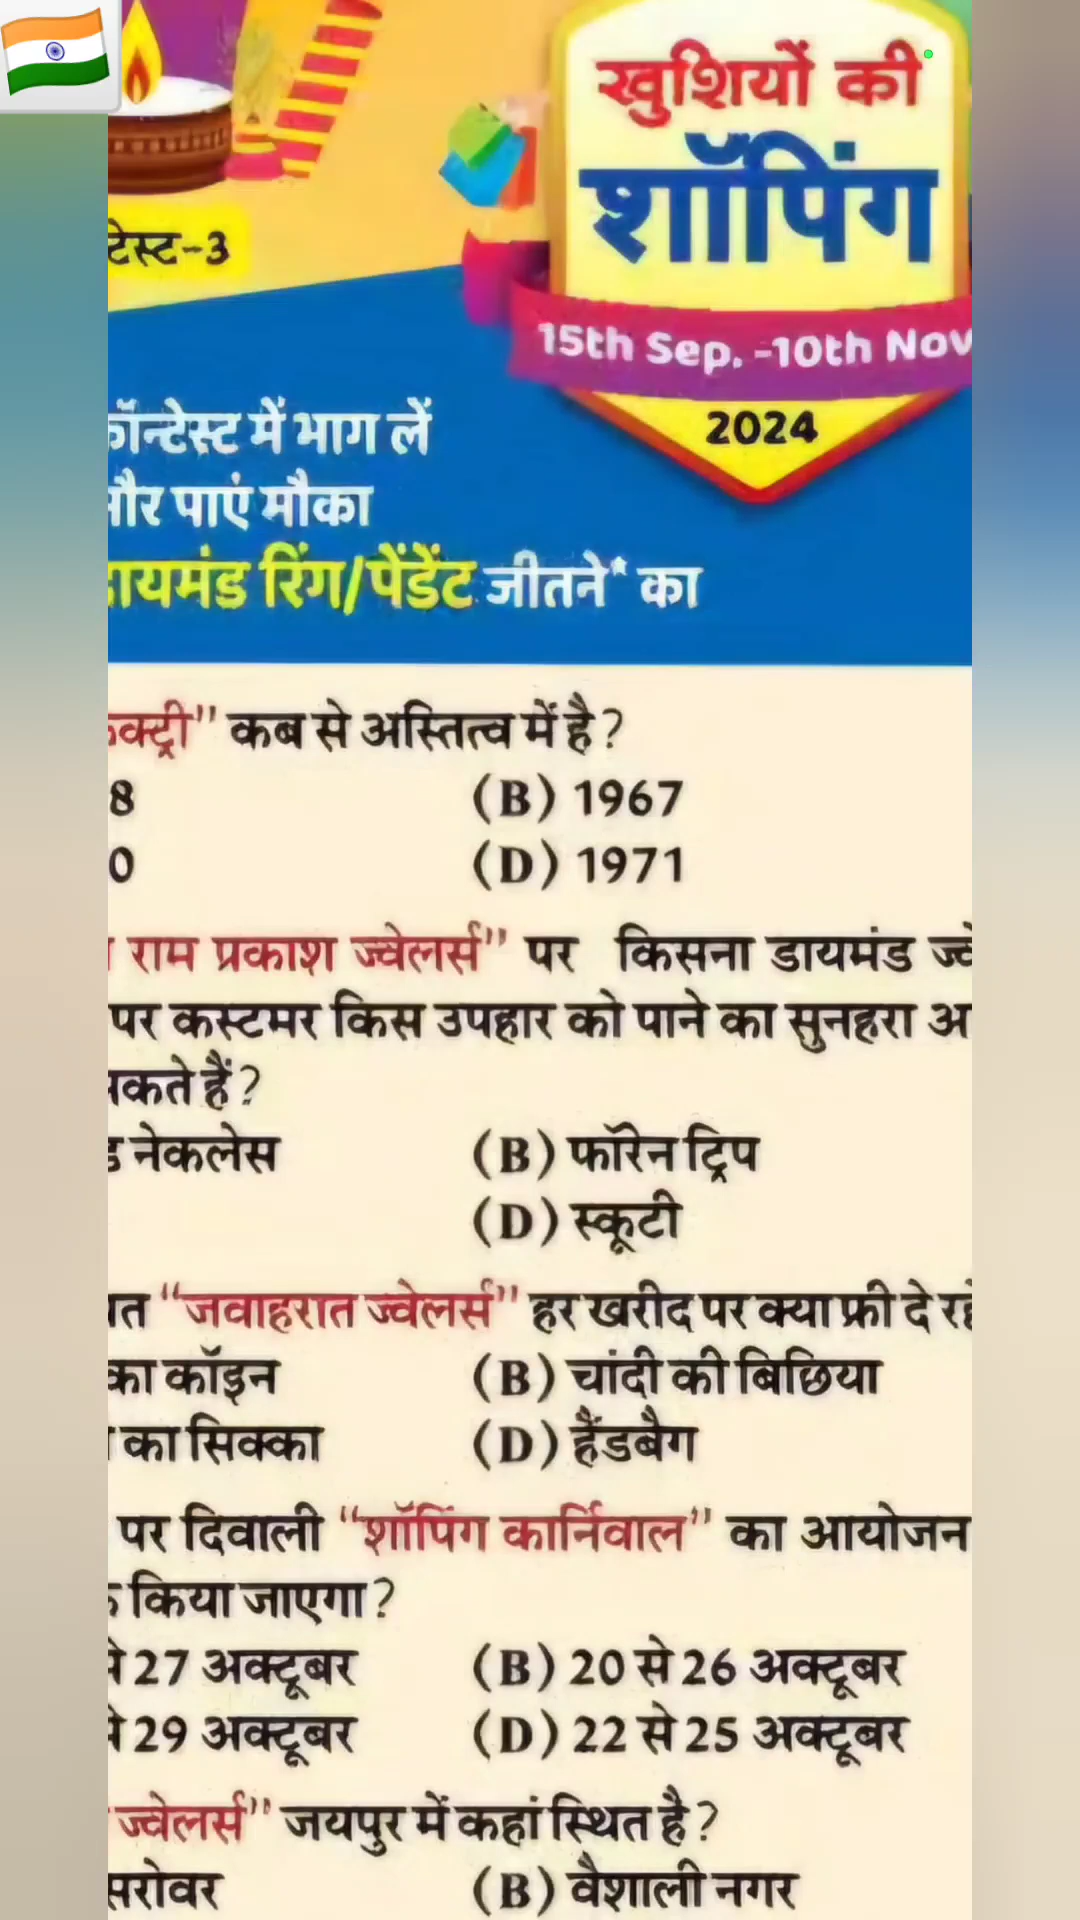 खुशियों की
शॉपिंग
टेस्ट-3
15th Sep. -10th Nov
2024
कॉन्टेस्ट में भाग लें
और पाएं मौका
डायमंड रिंग/पेंडेंट जीतने* का
क्ट्री" कब से अस्तित्व में है?
8 (B) 1967
0 (D) 1971
राम प्रकाश ज्वेलर्स" पर किसना डायमंड
पर कस्टमर किस उपहार को पाने का सुनहरा अ
सकते हैं?
नेकलेस (B) फॉरेन ट्रिप
(D) स्कूटी
"जवाहरात ज्वेलर्स" हर खरीद पर क्या फ्री दे रहे
का कॉइन (B) चांदी की बिछिया
का सिक्का (D) हैंडबैग
पर दिवाली "शॉपिंग कार्निवाल" का आयोजन
किया जाएगा?
से 27 अक्टूबर (B) 20 से 26 अक्टूबर
से 29 अक्टूबर (D) 22 से 25 अक्टूबर
ज्वेलर्स" जयपुर में कहां स्थित है?
सरोवर (B) वैशाली नगर